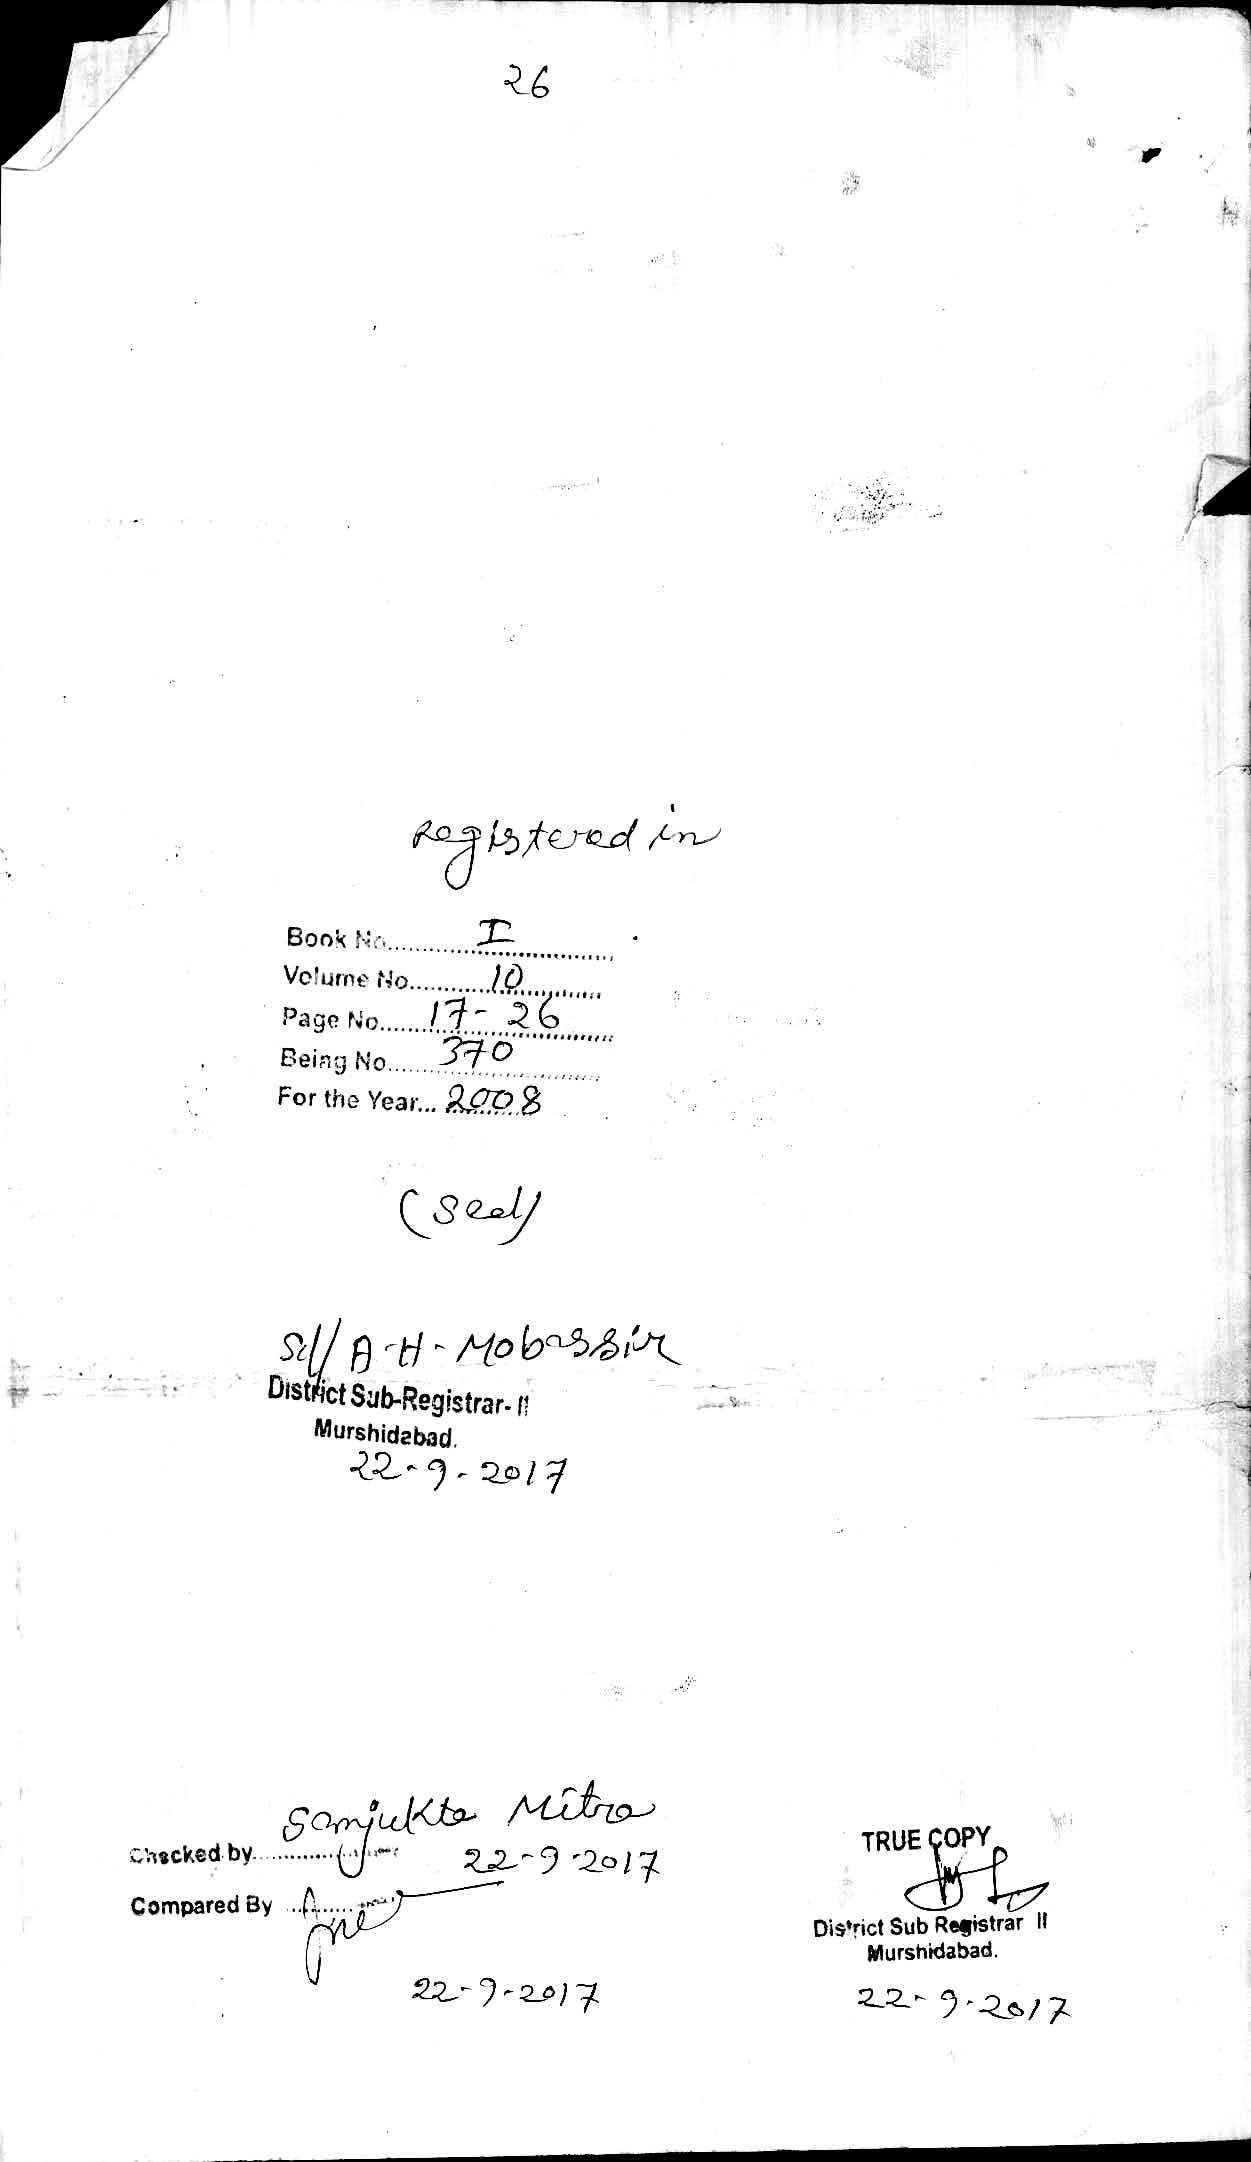 26
Registered in
Book No. I
Volume No. 10
Page No. 17-26
Being No. 370
For the Year... 2008
(Seal)
Sd/ A-H- Mobassir
District Sub-Registrar- II
Murshidabad.
22-9-2017
Sanjukta Mitra
Checked by
22-9-2017
Compared By
22-9-2017
TRUE COPY
District Sub Registrar II
Murshidabad.
22-9-2017